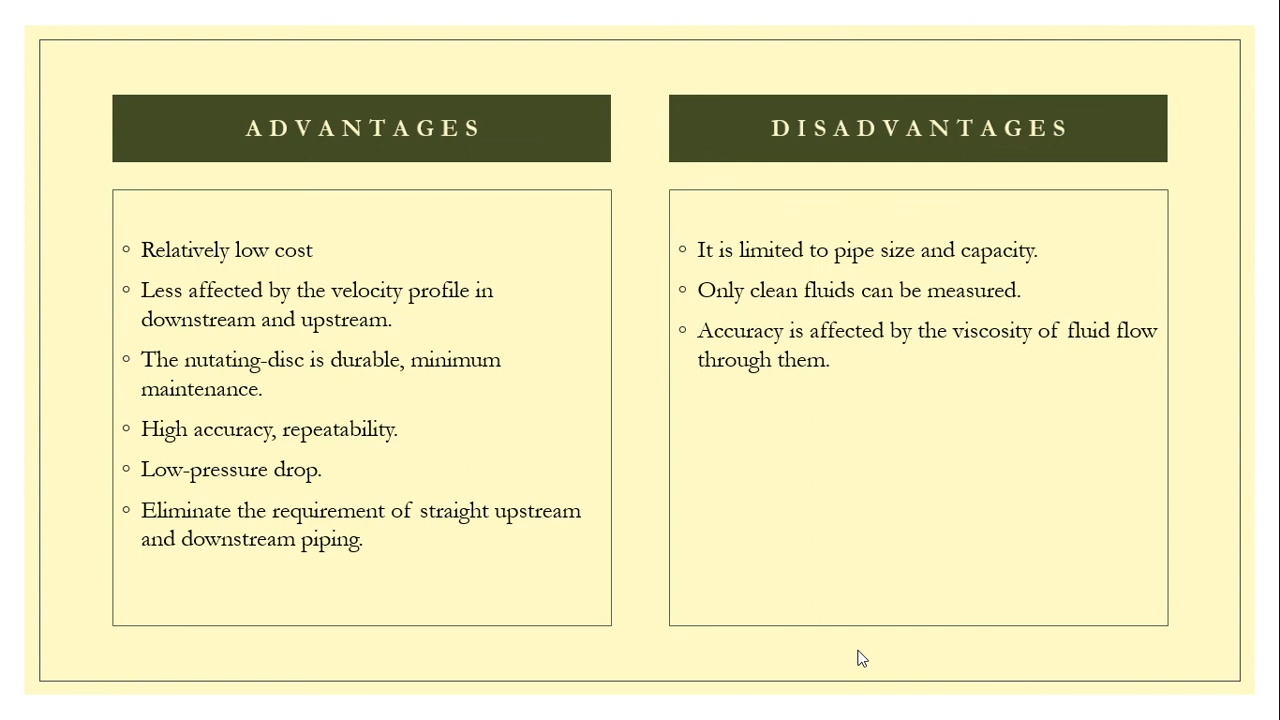 ADVANTAGES
Relatively low cost
Less affected by the velocity profile in
downstream and upstream.
The nutating-disc is durable, minimum
maintenance.
High accuracy, repeatability.
Low-pressure drop.
Eliminate the requirement of straight upstream
and downstream piping.
DISADVANTAGES
It is limited to pipe size and capacity.
Only clean fluids can be measured.
Accuracy is affected by the viscosity of fluid flow
through them.